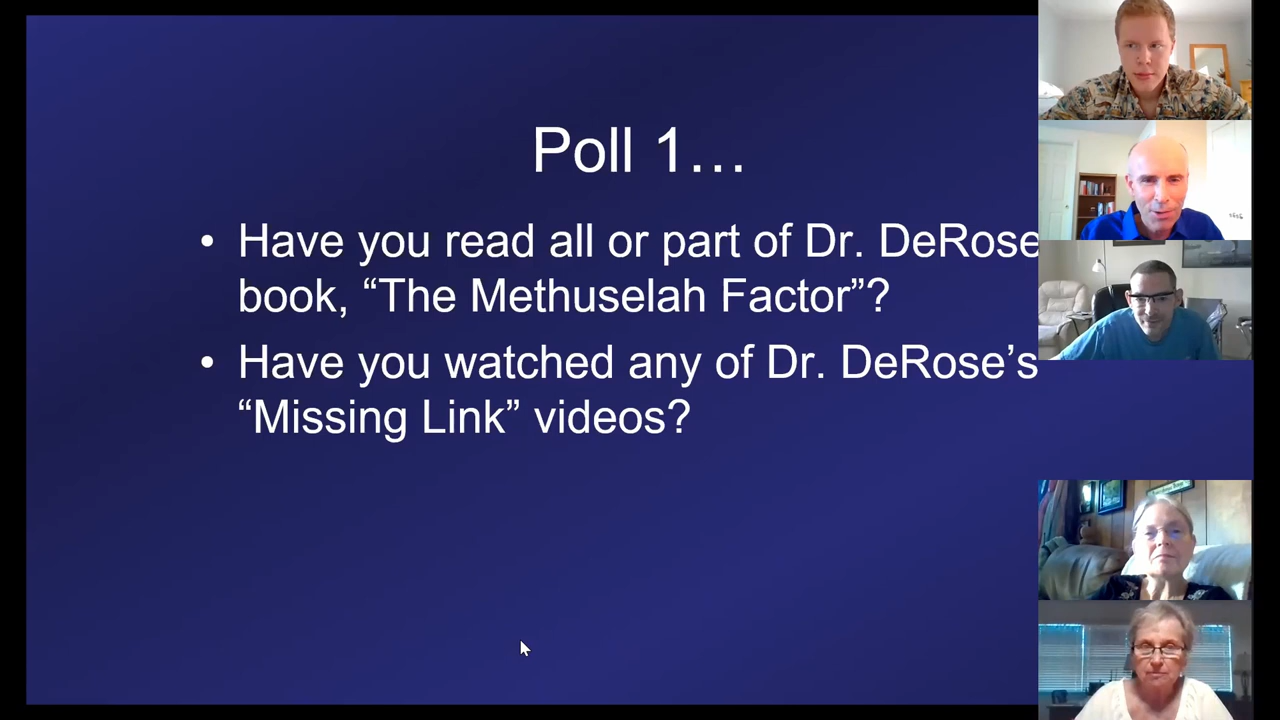 Poll 1…
• Have you read all or part of Dr. DeRose
book, “The Methuselah Factor”?
• Have you watched any of Dr. DeRose’s
“Missing Link” videos?